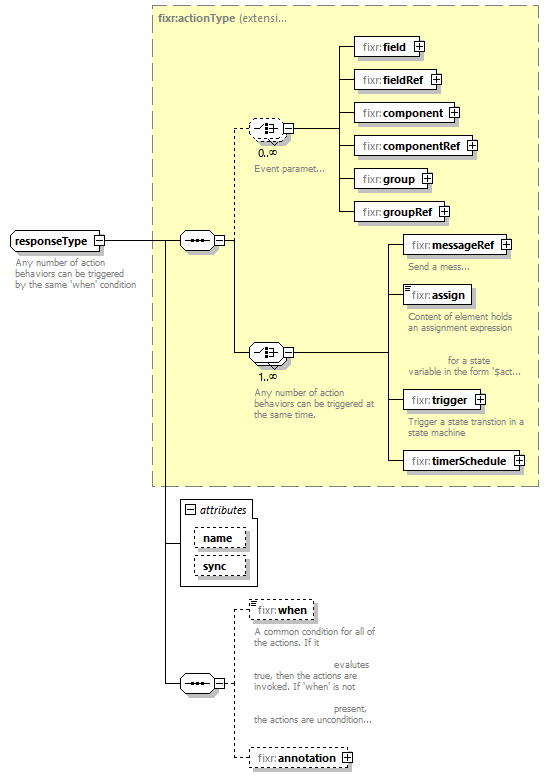 fixr:actionType (extensi...
fixr:field
fixr:fieldRef
fixr:component
0..∞
fixr:componentRef
Event paramet...
fixr:group
fixr:groupRef
responseType
Any number of action
behaviors can be triggered
by the same 'when' condition
fixr:messageRef
Send a mess...
fixr:assign
Content of element holds
an assignment expression
for a state
variable in the form '$act...
1..∞
Any number of action
behaviors can be triggered at
the same time.
fixr:trigger
Trigger a state transtion in a
state machine
fixr:timerSchedule
attributes
name
sync
fixr:when
A common condition for all of
the actions. If it
evalutes
true, then the actions are
invoked. If 'when' is not
present,
the actions are uncondition...
fixr:annotation